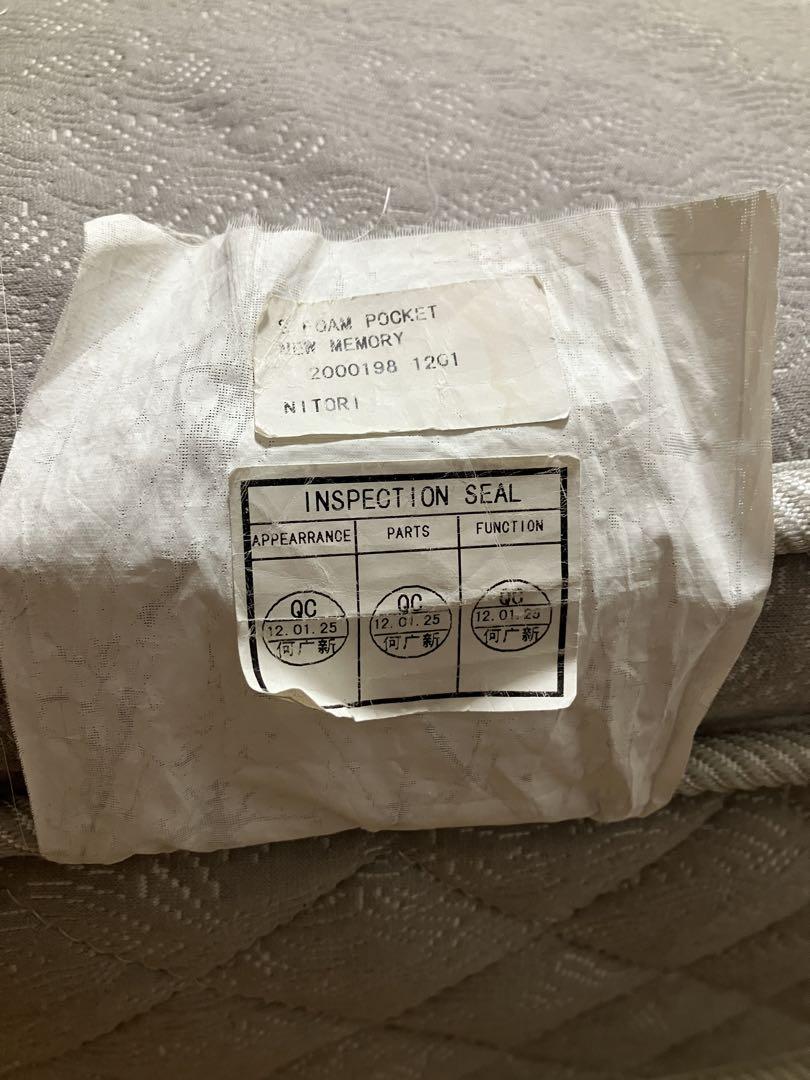 S FOAM POCKET
NEW MEMORY
2000198 1201
NITORI
INSPECTION SEAL
APPEARRANCE PARTS FUNCTION
QC QC QC
12.01.25 12.01.25 12.01.25
何广新 何广新 何广新